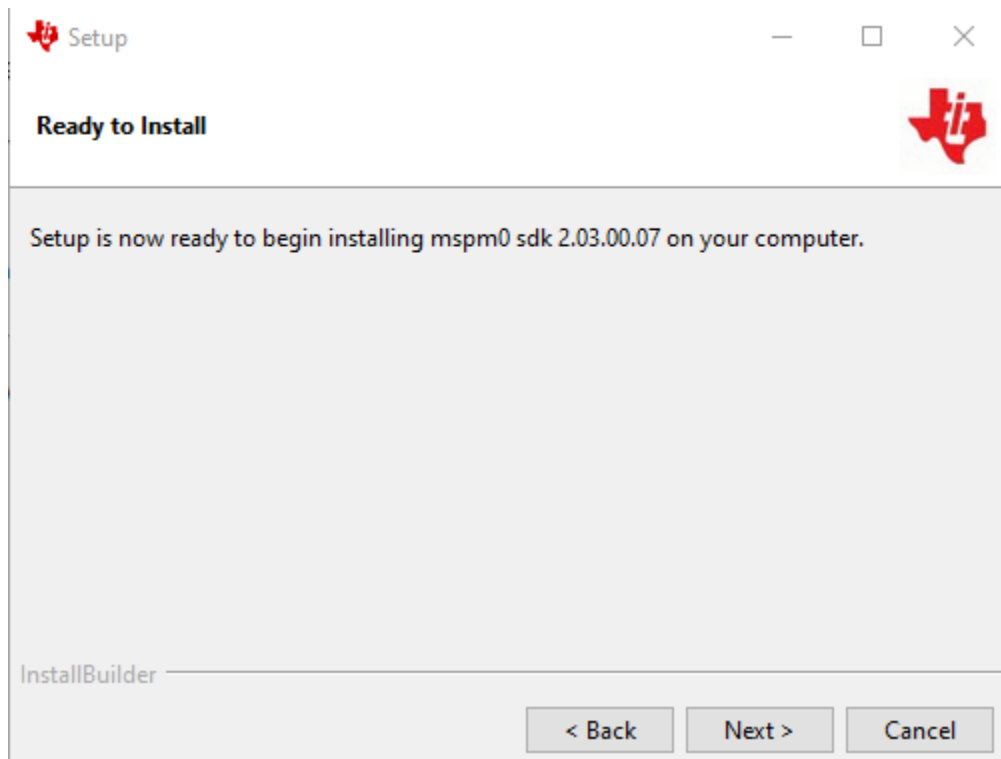 Setup
Ready to Install
Setup is now ready to begin installing mspm0 sdk 2.03.00.07 on your computer.
InstallBuilder
< Back
Next >
Cancel